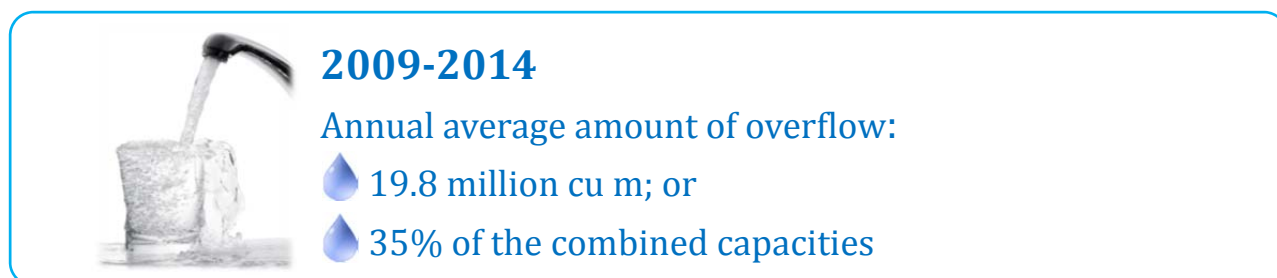 2009-2014
Annual average amount of overflow:
19.8 million cu m; or
35% of the combined capacities